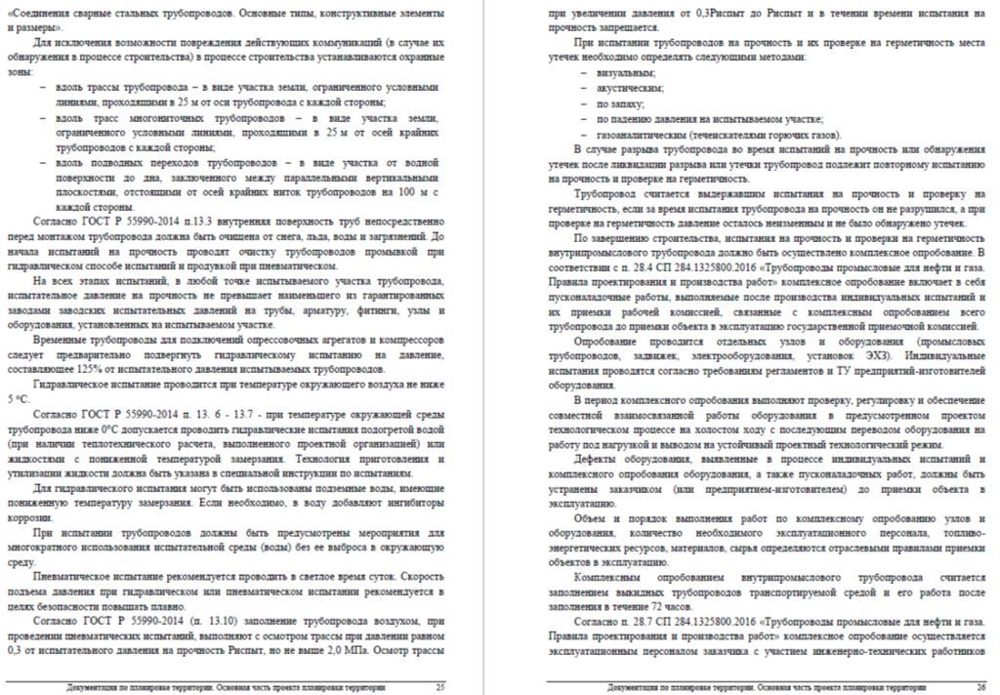 «Соединения сварные стальных трубопроводов. Основные типы, конструктивные элементы
и размеры».
Для исключения возможности повреждения действующих коммуникаций (в случае их
обнаружения в процессе строительства) в процессе строительства устанавливаются охранные
зоны:
– вдоль трассы трубопровода – в виде участка земли, ограниченного условными
линиями, проходящими в 25 м от оси трубопровода с каждой стороны;
– вдоль трасс многониточных трубопроводов – в виде участка земли,
ограниченного условными линиями, проходящими в 25 м от осей крайних
трубопроводов с каждой стороны;
– вдоль подводных переходов трубопроводов – в виде участка от водной
поверхности до дна, заключенного между параллельными вертикальными
плоскостями, отстоящими от осей крайних ниток трубопроводов на 100 м с
каждой стороны.
Согласно ГОСТ Р 55990-2014 п.13.3 внутренняя поверхность труб непосредственно
перед монтажом трубопровода должна быть очищена от снега, льда, воды и загрязнений. До
начала испытаний на прочность проводят очистку трубопроводов промывкой при
гидравлическом способе испытаний и продувкой при пневматическом.
На всех этапах испытаний, в любой точке испытываемого участка трубопровода,
испытательное давление на прочность не превышает наименьшего из гарантированных
заводами заводских испытательных давлений на трубы, арматуру, фитинги, узлы и
оборудования, установленных на испытываемом участке.
Временные трубопроводы для подключений опрессовочных агрегатов и компрессоров
следует предварительно подвергнуть гидравлическому испытанию на давление,
составляющее 125% от испытательного давления испытываемых трубопроводов.
Гидравлическое испытание проводится при температуре окружающего воздуха не ниже
5 °С.
Согласно ГОСТ Р 55990-2014 п. 13. 6 - 13.7 - при температуре окружающей среды
трубопровода ниже 0°С допускается проводить гидравлические испытания подогретой водой
(при наличии теплотехнического расчета, выполненного проектной организацией) или
жидкостями с пониженной температурой замерзания. Технология приготовления и
утилизации жидкости должна быть указана в специальной инструкции по испытаниям.
Для гидравлического испытания могут быть использованы подземные воды, имеющие
пониженную температуру замерзания. Если необходимо, в воду добавляют ингибиторы
коррозии.
При испытании трубопроводов должны быть предусмотрены мероприятия для
многократного использования испытательной среды (воды) без ее выброса в окружающую
среду.
Пневматическое испытание рекомендуется проводить в светлое время суток. Скорость
подъема давления при гидравлическом или пневматическом испытании рекомендуется в
целях безопасности повышать плавно.
Согласно ГОСТ Р 55990-2014 (п. 13.10) заполнение трубопровода воздухом, при
проведении пневматических испытаний, выполняют с осмотром трассы при давлении равном
0,3 от испытательного давления на прочность Риспыт, но не выше 2,0 МПа. Осмотр трассы
Документация по планировке территории. Основная часть проекта планировки территории 25
при увеличении давления от 0,3Риспыт до Риспыт и в течении времени испытания на
прочность запрещается.
При испытании трубопроводов на прочность и их проверке на герметичность места
утечек необходимо определять следующими методами:
– визуальным;
– акустическим;
– по запаху;
– по падению давления на испытываемом участке;
– газоаналитическим (течеискателями горючих газов).
В случае разрыва трубопровода во время испытаний на прочность или обнаружения
утечек после ликвидации разрыва или утечки трубопровод подлежит повторному испытанию
на прочность и проверке на герметичность.
Трубопровод считается выдержавшим испытания на прочность и проверку на
герметичность, если за время испытания трубопровода на прочность он не разрушился, а при
проверке на герметичность давление осталось неизменным и не было обнаружено утечек.
По завершению строительства, испытания на прочность и проверки на герметичность
внутрипромыслового трубопровода должно быть осуществлено комплексное опробование. В
соответствии с п. 28.4 СП 284.1325800.2016 «Трубопроводы промысловые для нефти и газа.
Правила проектирования и производства работ» комплексное опробование включает в себя
пусконаладочные работы, выполняемые после производства индивидуальных испытаний и
их приемки рабочей комиссией, связанные с комплексным опробованием всего
трубопровода до приемки объекта в эксплуатацию государственной приемочной комиссией.
Опробование проводится отдельных узлов и оборудования (промысловых
трубопроводов, задвижек, электрооборудования, установок ЭХЗ). Индивидуальные
испытания проводятся согласно требованиям регламентов и ТУ предприятий-изготовителей
оборудования.
В период комплексного опробования выполняют проверку, регулировку и обеспечение
совместной взаимосвязанной работы оборудования в предусмотренном проектом
технологическом процессе на холостом ходу с последующим переводом оборудования на
работу под нагрузкой и выводом на устойчивый проектный технологический режим.
Дефекты оборудования, выявленные в процессе индивидуальных испытаний и
комплексного опробования оборудования, а также пусконаладочных работ, должны быть
устранены заказчиком (или предприятием-изготовителем) до приемки объекта в
эксплуатацию.
Объем и порядок выполнения работ по комплексному опробованию узлов и
оборудования, количество необходимого эксплуатационного персонала, топливо-
энергетических ресурсов, материалов, сырья определяются отраслевыми правилами приемки
объектов в эксплуатацию.
Комплексным опробованием внутрипромыслового трубопровода считается
заполнением выкидных трубопроводов транспортируемой средой и его работа после
заполнения в течение 72 часов.
Согласно п. 28.7 СП 284.1325800.2016 «Трубопроводы промысловые для нефти и газа.
Правила проектирования и производства работ» комплексное опробование осуществляется
эксплуатационным персоналом заказчика с участием инженерно-технических работников
Документация по планировке территории. Основная часть проекта планировки территории 26